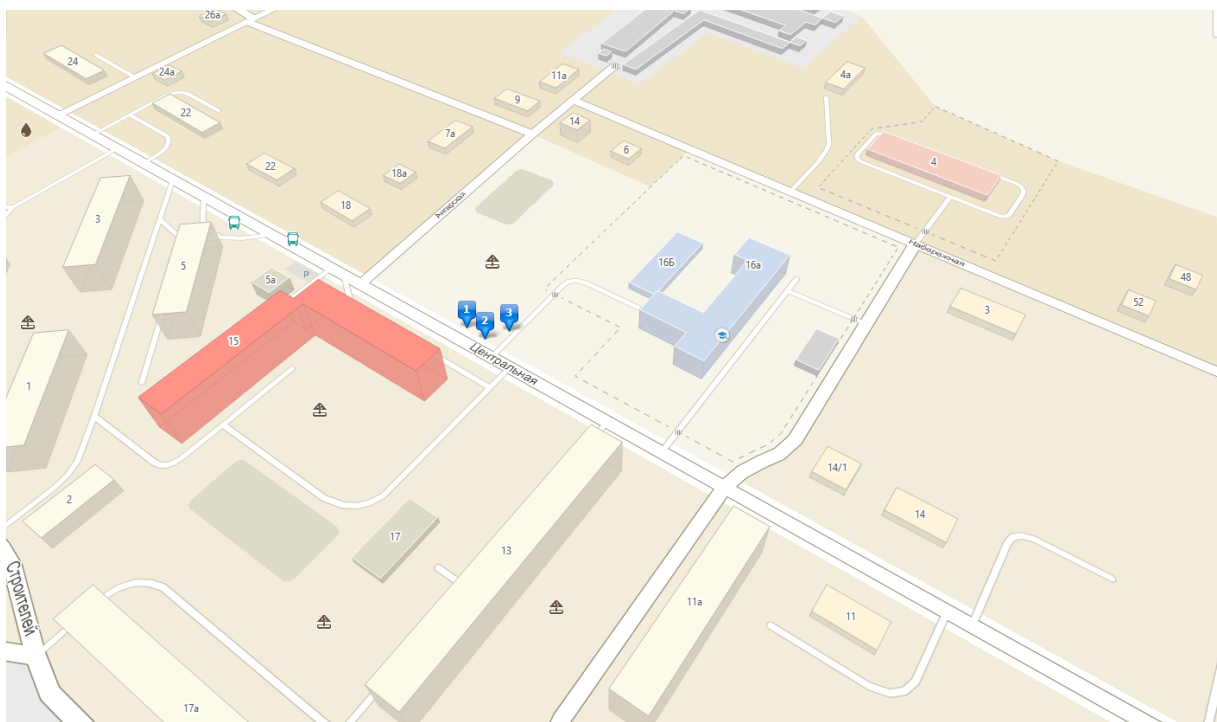 26а
24
24а
11а
4а
9
22
14
7а
6
4
22
18а
18
Ангарская
3
5
Набережная
16Б
16а
48
5а
P
52
3
1
2
3
15
Центральная
1
14/1
2
14
17
13
Строителей
11а
11
17а